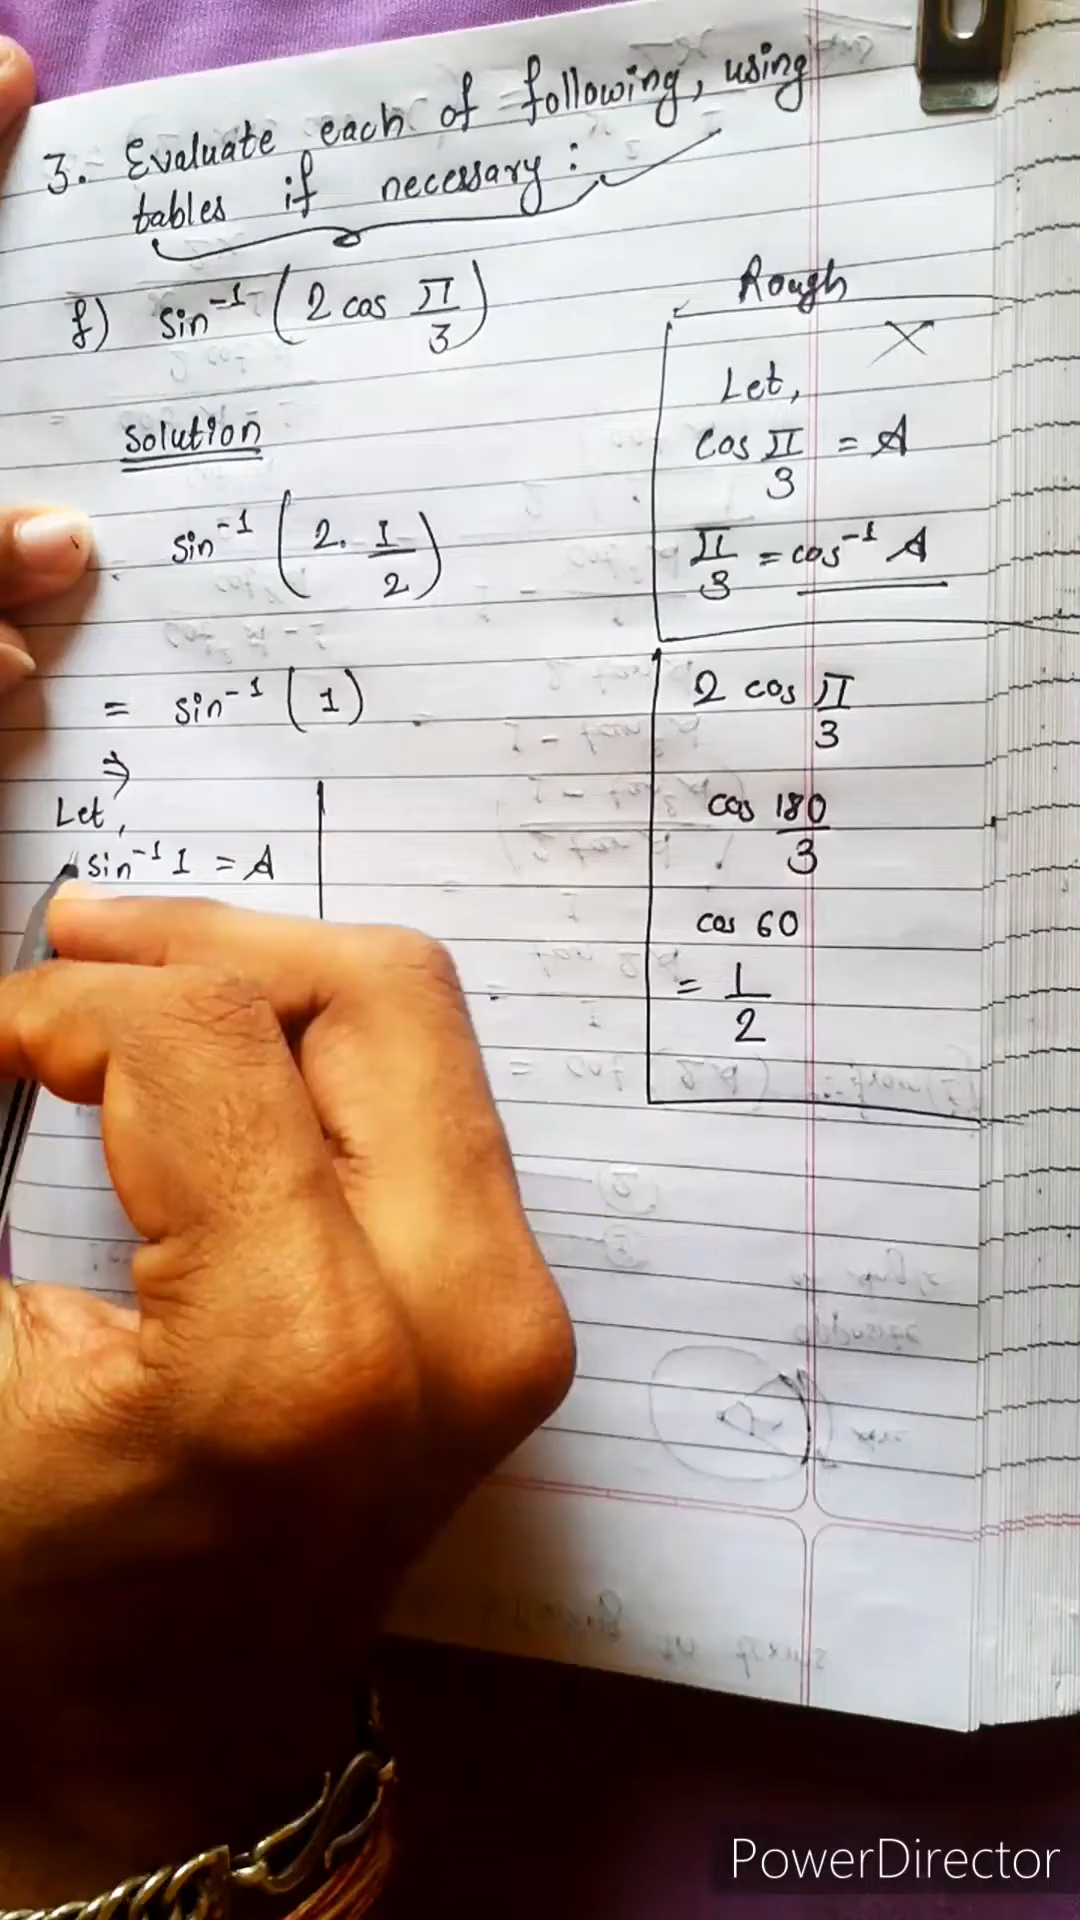 3. Evaluate each of following, using
tables if necessary:
f) sin⁻¹ (2 cos π/3)
Solution
sin⁻¹ (2. 1/2)
= sin⁻¹ (1)
⇒
Let,
sin⁻¹ 1 = A
Rough
Let,
cos π/3 = A
π/3 = cos⁻¹ A
2 cos π/3
cos 180/3
cos 60
= 1/2
PowerDirector